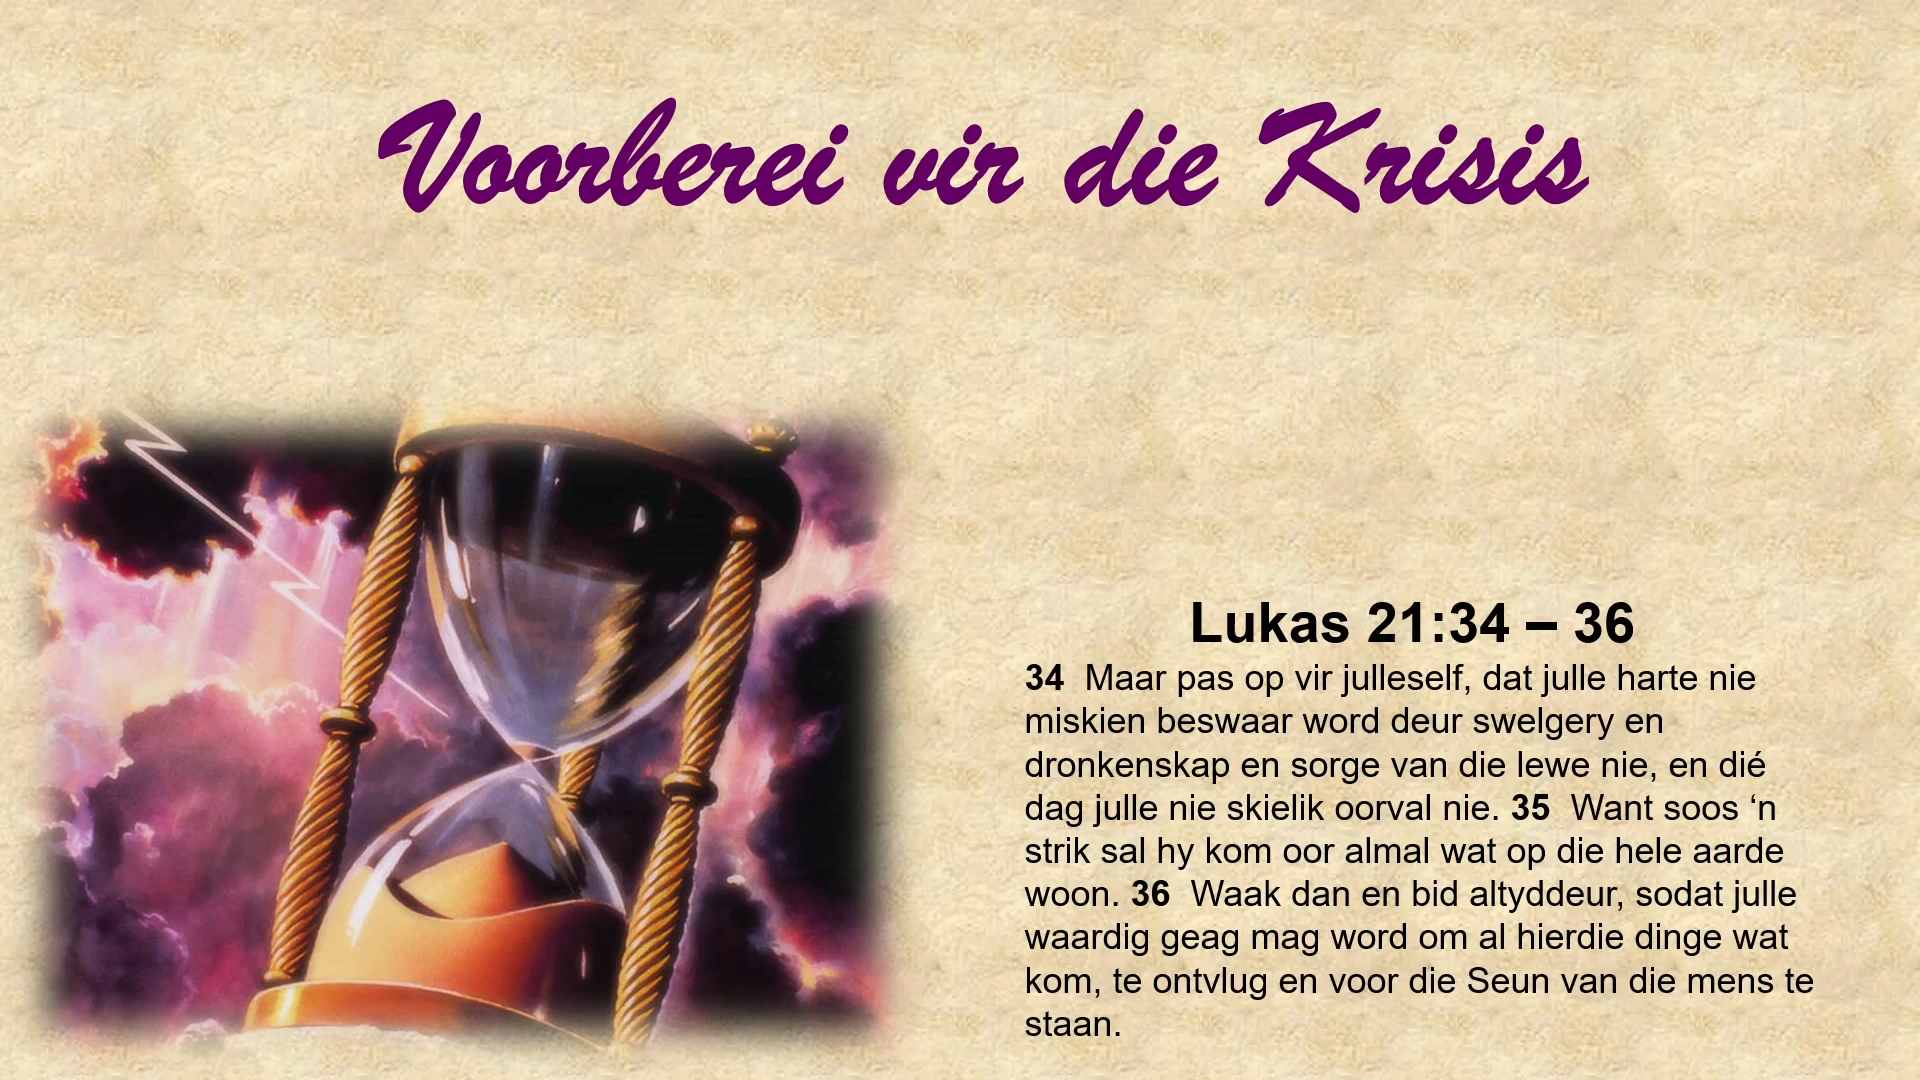 Voorberei vir die Krisis
Lukas 21:34 – 36
34  Maar pas op vir julleself, dat julle harte nie
miskien beswaar word deur swelgery en
dronkenskap en sorge van die lewe nie, en dié
dag julle nie skielik oorval nie. 35  Want soos ‘n
strik sal hy kom oor almal wat op die hele aarde
woon. 36  Waak dan en bid altyddeur, sodat julle
waardig geag mag word om al hierdie dinge wat
kom, te ontvlug en voor die Seun van die mens te
staan.